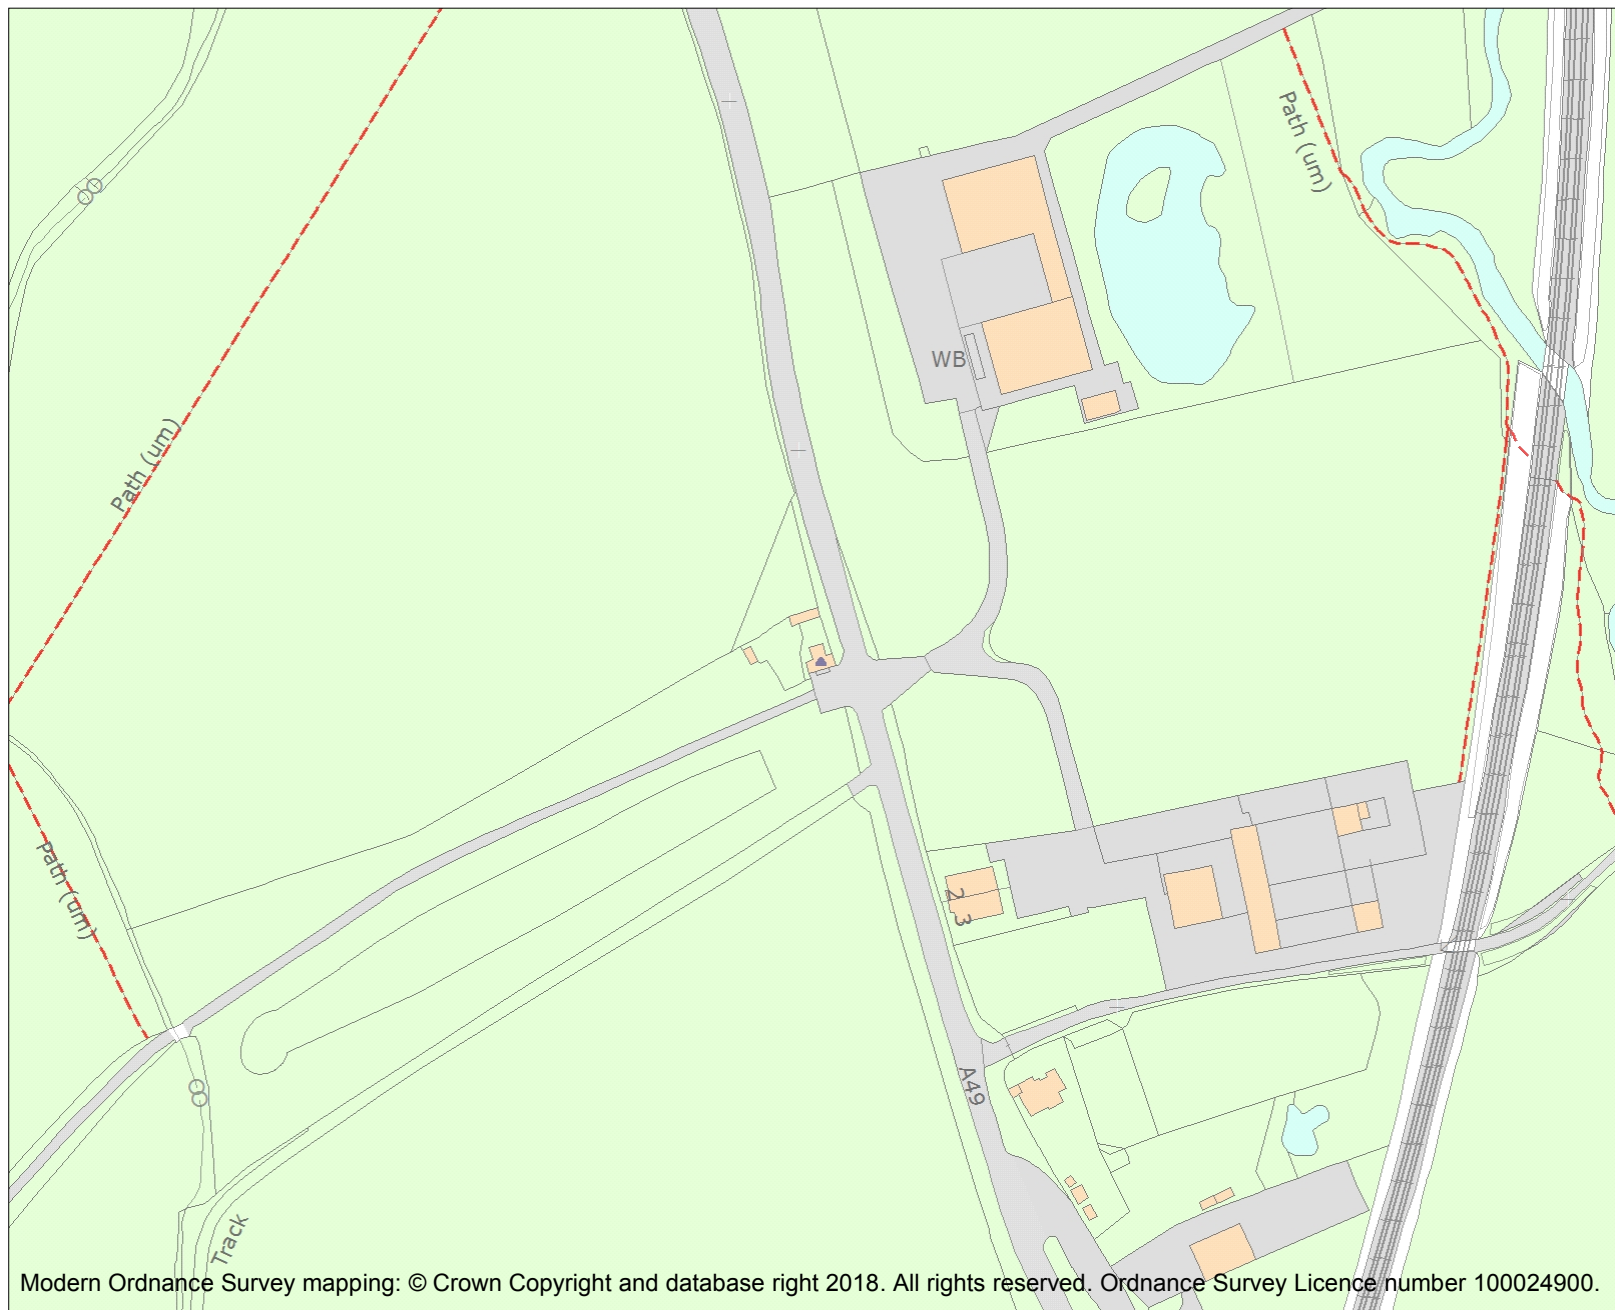 Path (um)
Path (um)
WB
Path (um)
2
3
A49
Track
Modern Ordnance Survey mapping: © Crown Copyright and database right 2018. All rights reserved. Ordnance Survey Licence number 100024900.